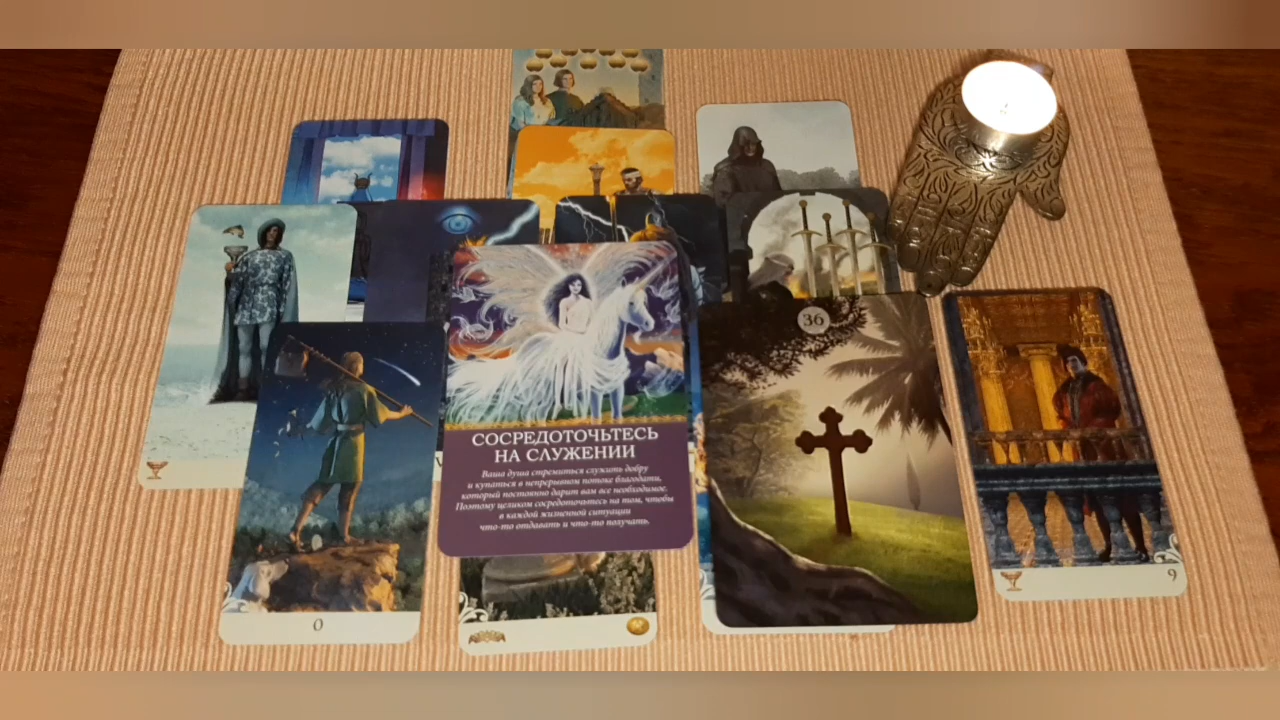 36
СОСРЕДОТОЧЬТЕСЬ
НА СЛУЖЕНИИ
Ваша душа стремиться служить добру
и купаться в непрерывном потоке благодати,
который постоянно дарит вам все необходимое.
Поэтому целиком сосредоточьтесь на том, чтобы
в каждой жизненной ситуации
что-то отдавать и что-то получать.
9
0